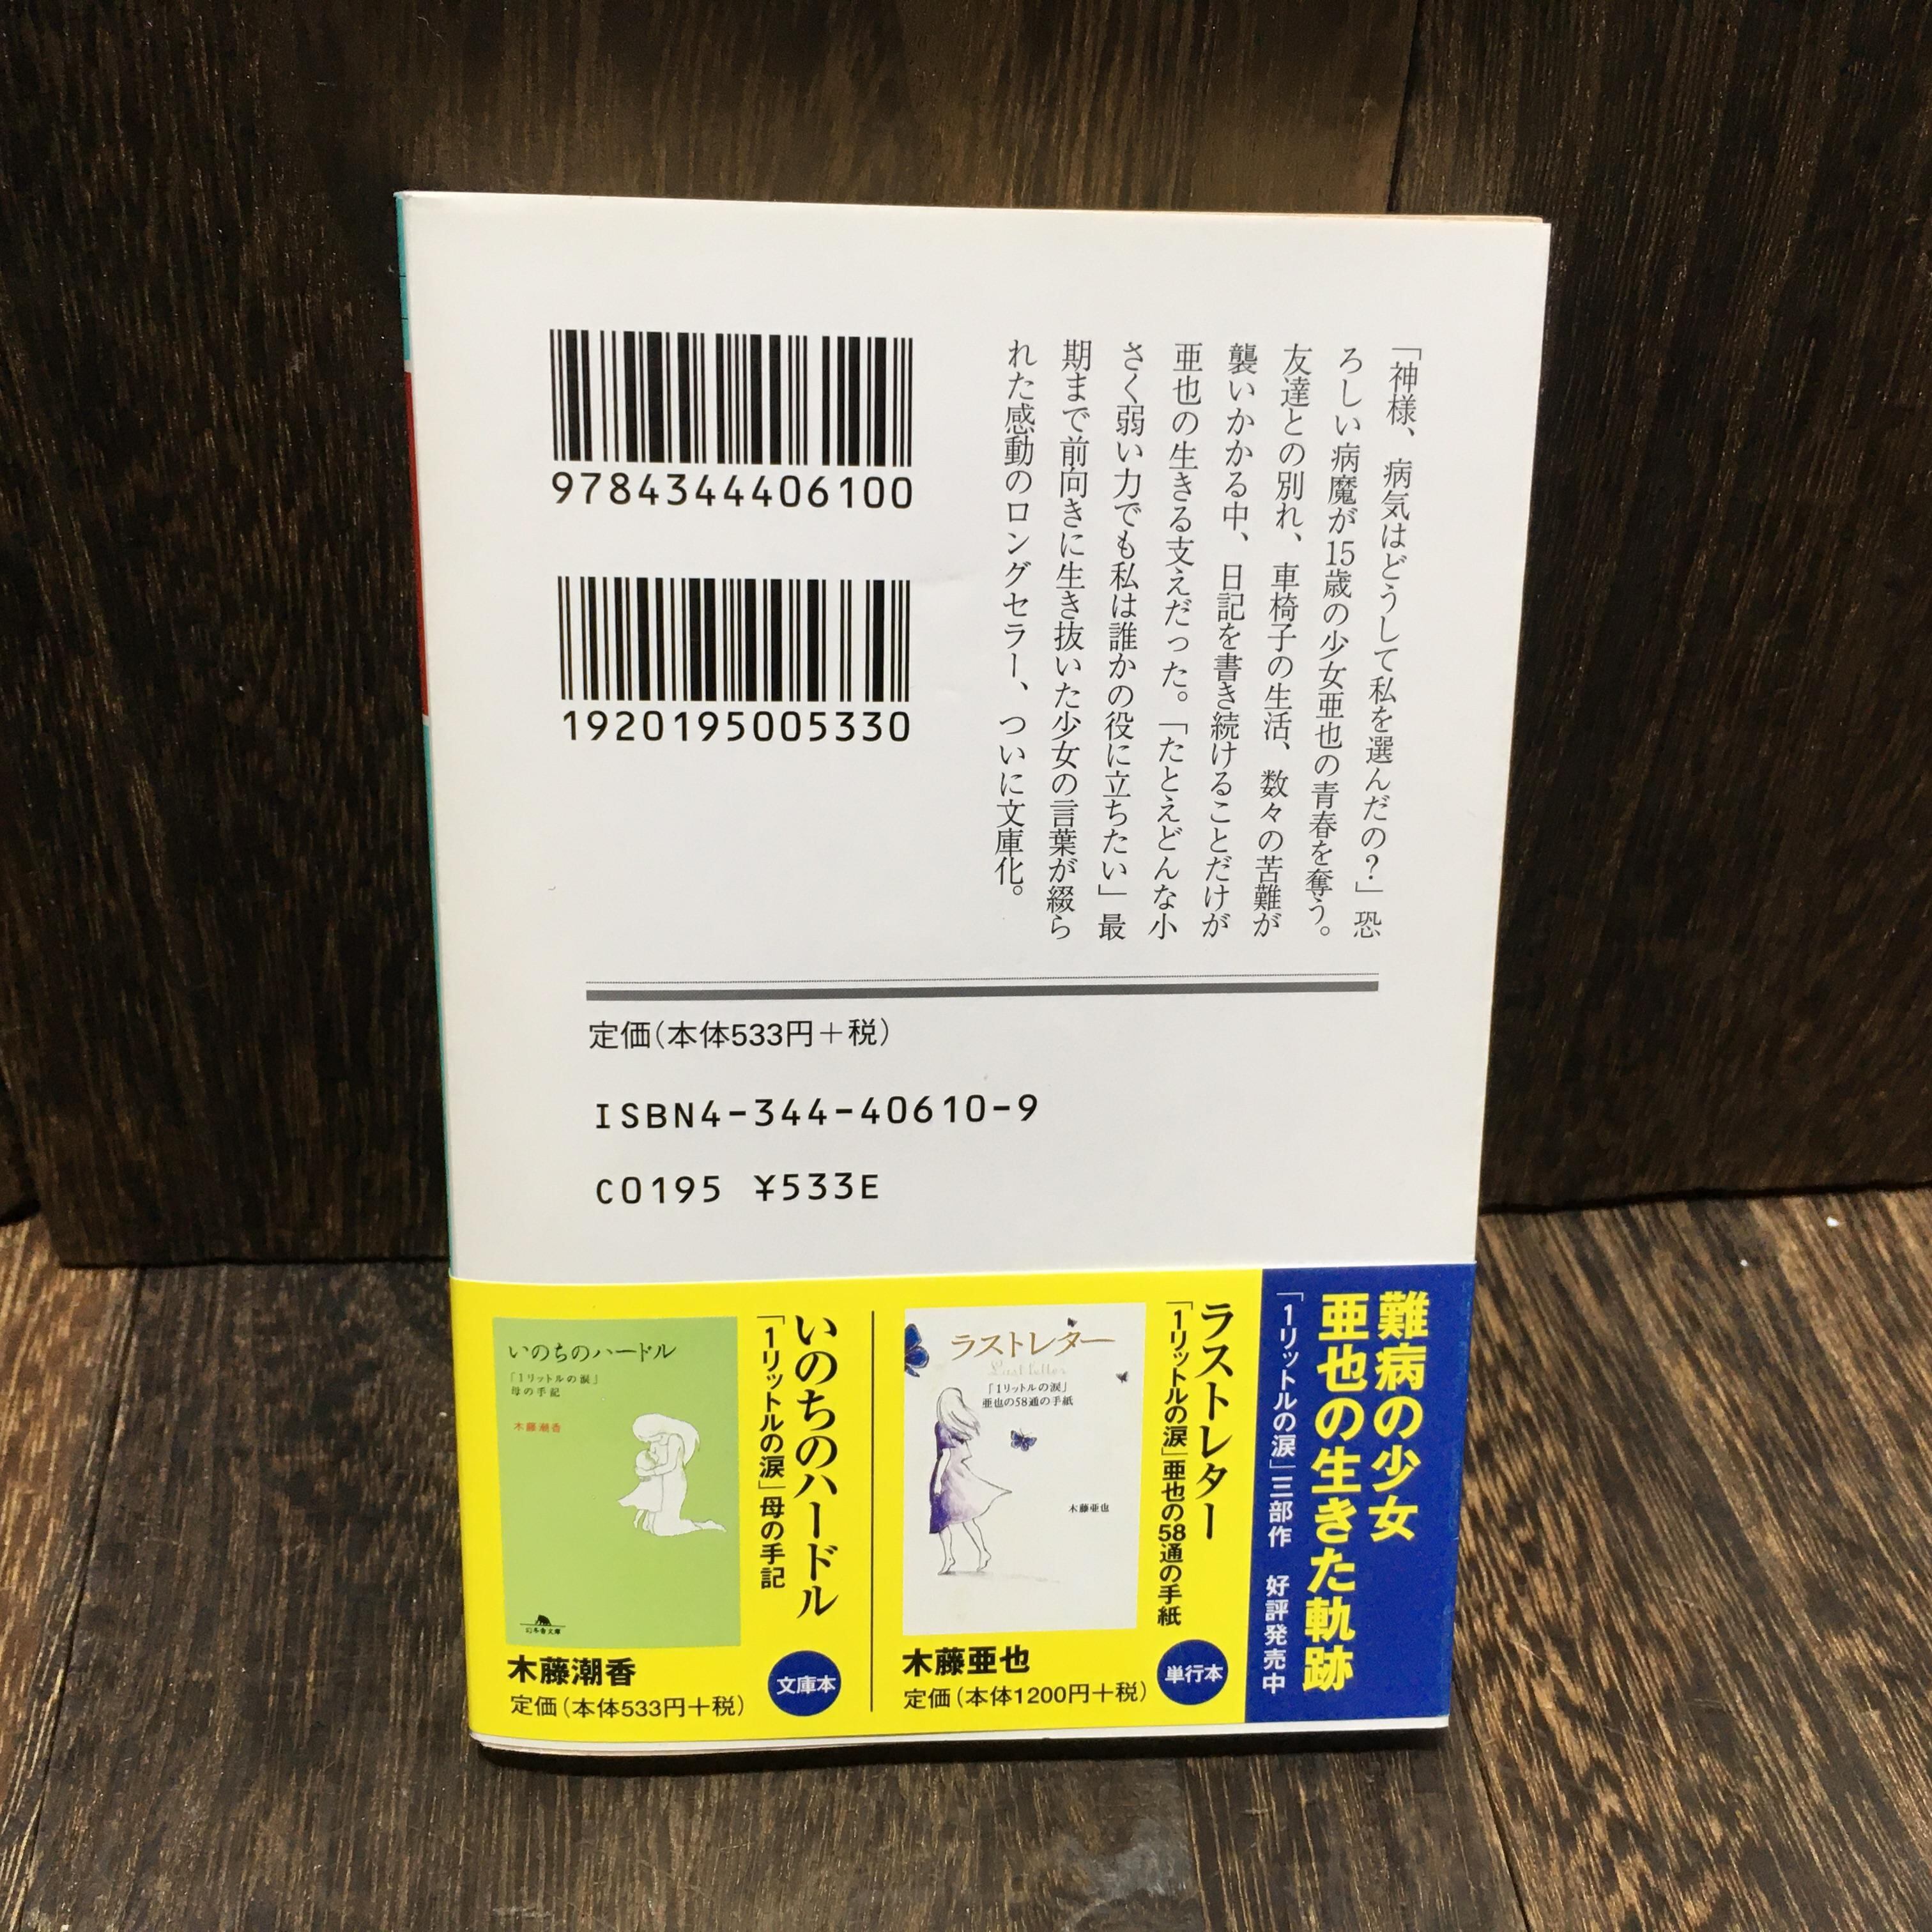 「神様、病気はどうして私を選んだの?」恐
ろしい病魔が15歳の少女亜也の青春を奪う。
友達との別れ、車椅子の生活、数々の苦難が
襲いかかる中、日記を書き続けることだけが
亜也の生きる支えだった。「たとえどんな小
さく弱い力でも私は誰かの役に立ちたい」最
期まで前向きに生き抜いた少女の言葉が綴ら
れた感動のロングセラー、ついに文庫化。
9784344406100
1920195005330
定価(本体533円+税)
ISBN4-344-40610-9
C0195 ¥533E
難病の少女
亜也の生きた軌跡
「1リットルの涙」三部作 好評発売中
ラストレター
「1リットルの涙」亜也の58通の手紙
単行本
ラストレター
Last letter
「1リットルの涙」
亜也の58通の手紙
木藤亜也
木藤亜也
定価(本体1200円+税)
いのちのハードル
「1リットルの涙」母の手記
文庫本
いのちのハードル
「1リットルの涙」
母の手記
木藤潮香
幻冬舎文庫
木藤潮香
定価(本体533円+税)